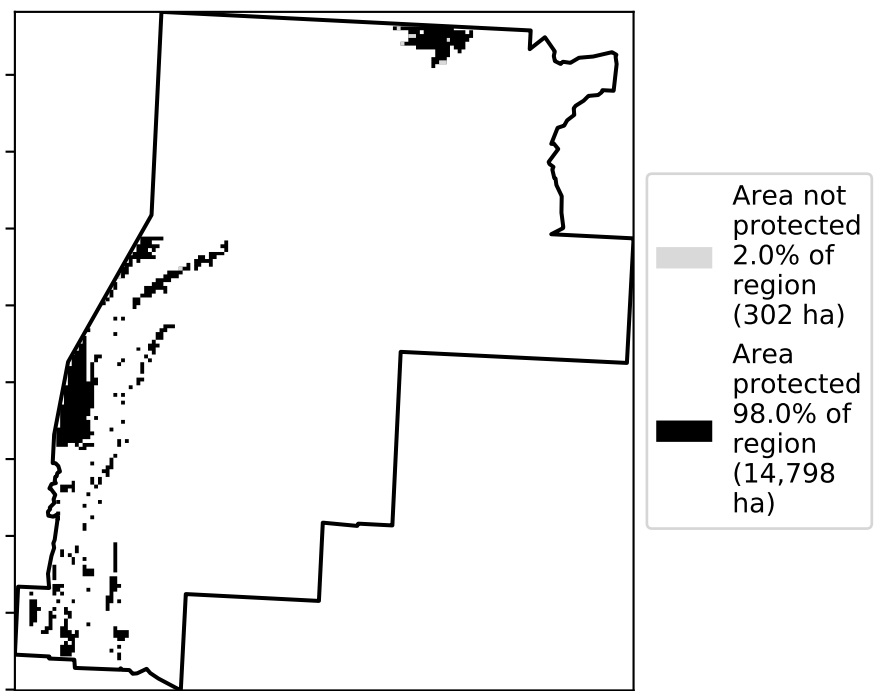 Area not
protected
2.0% of
region
(302 ha)
Area
protected
98.0% of
region
(14,798
ha)